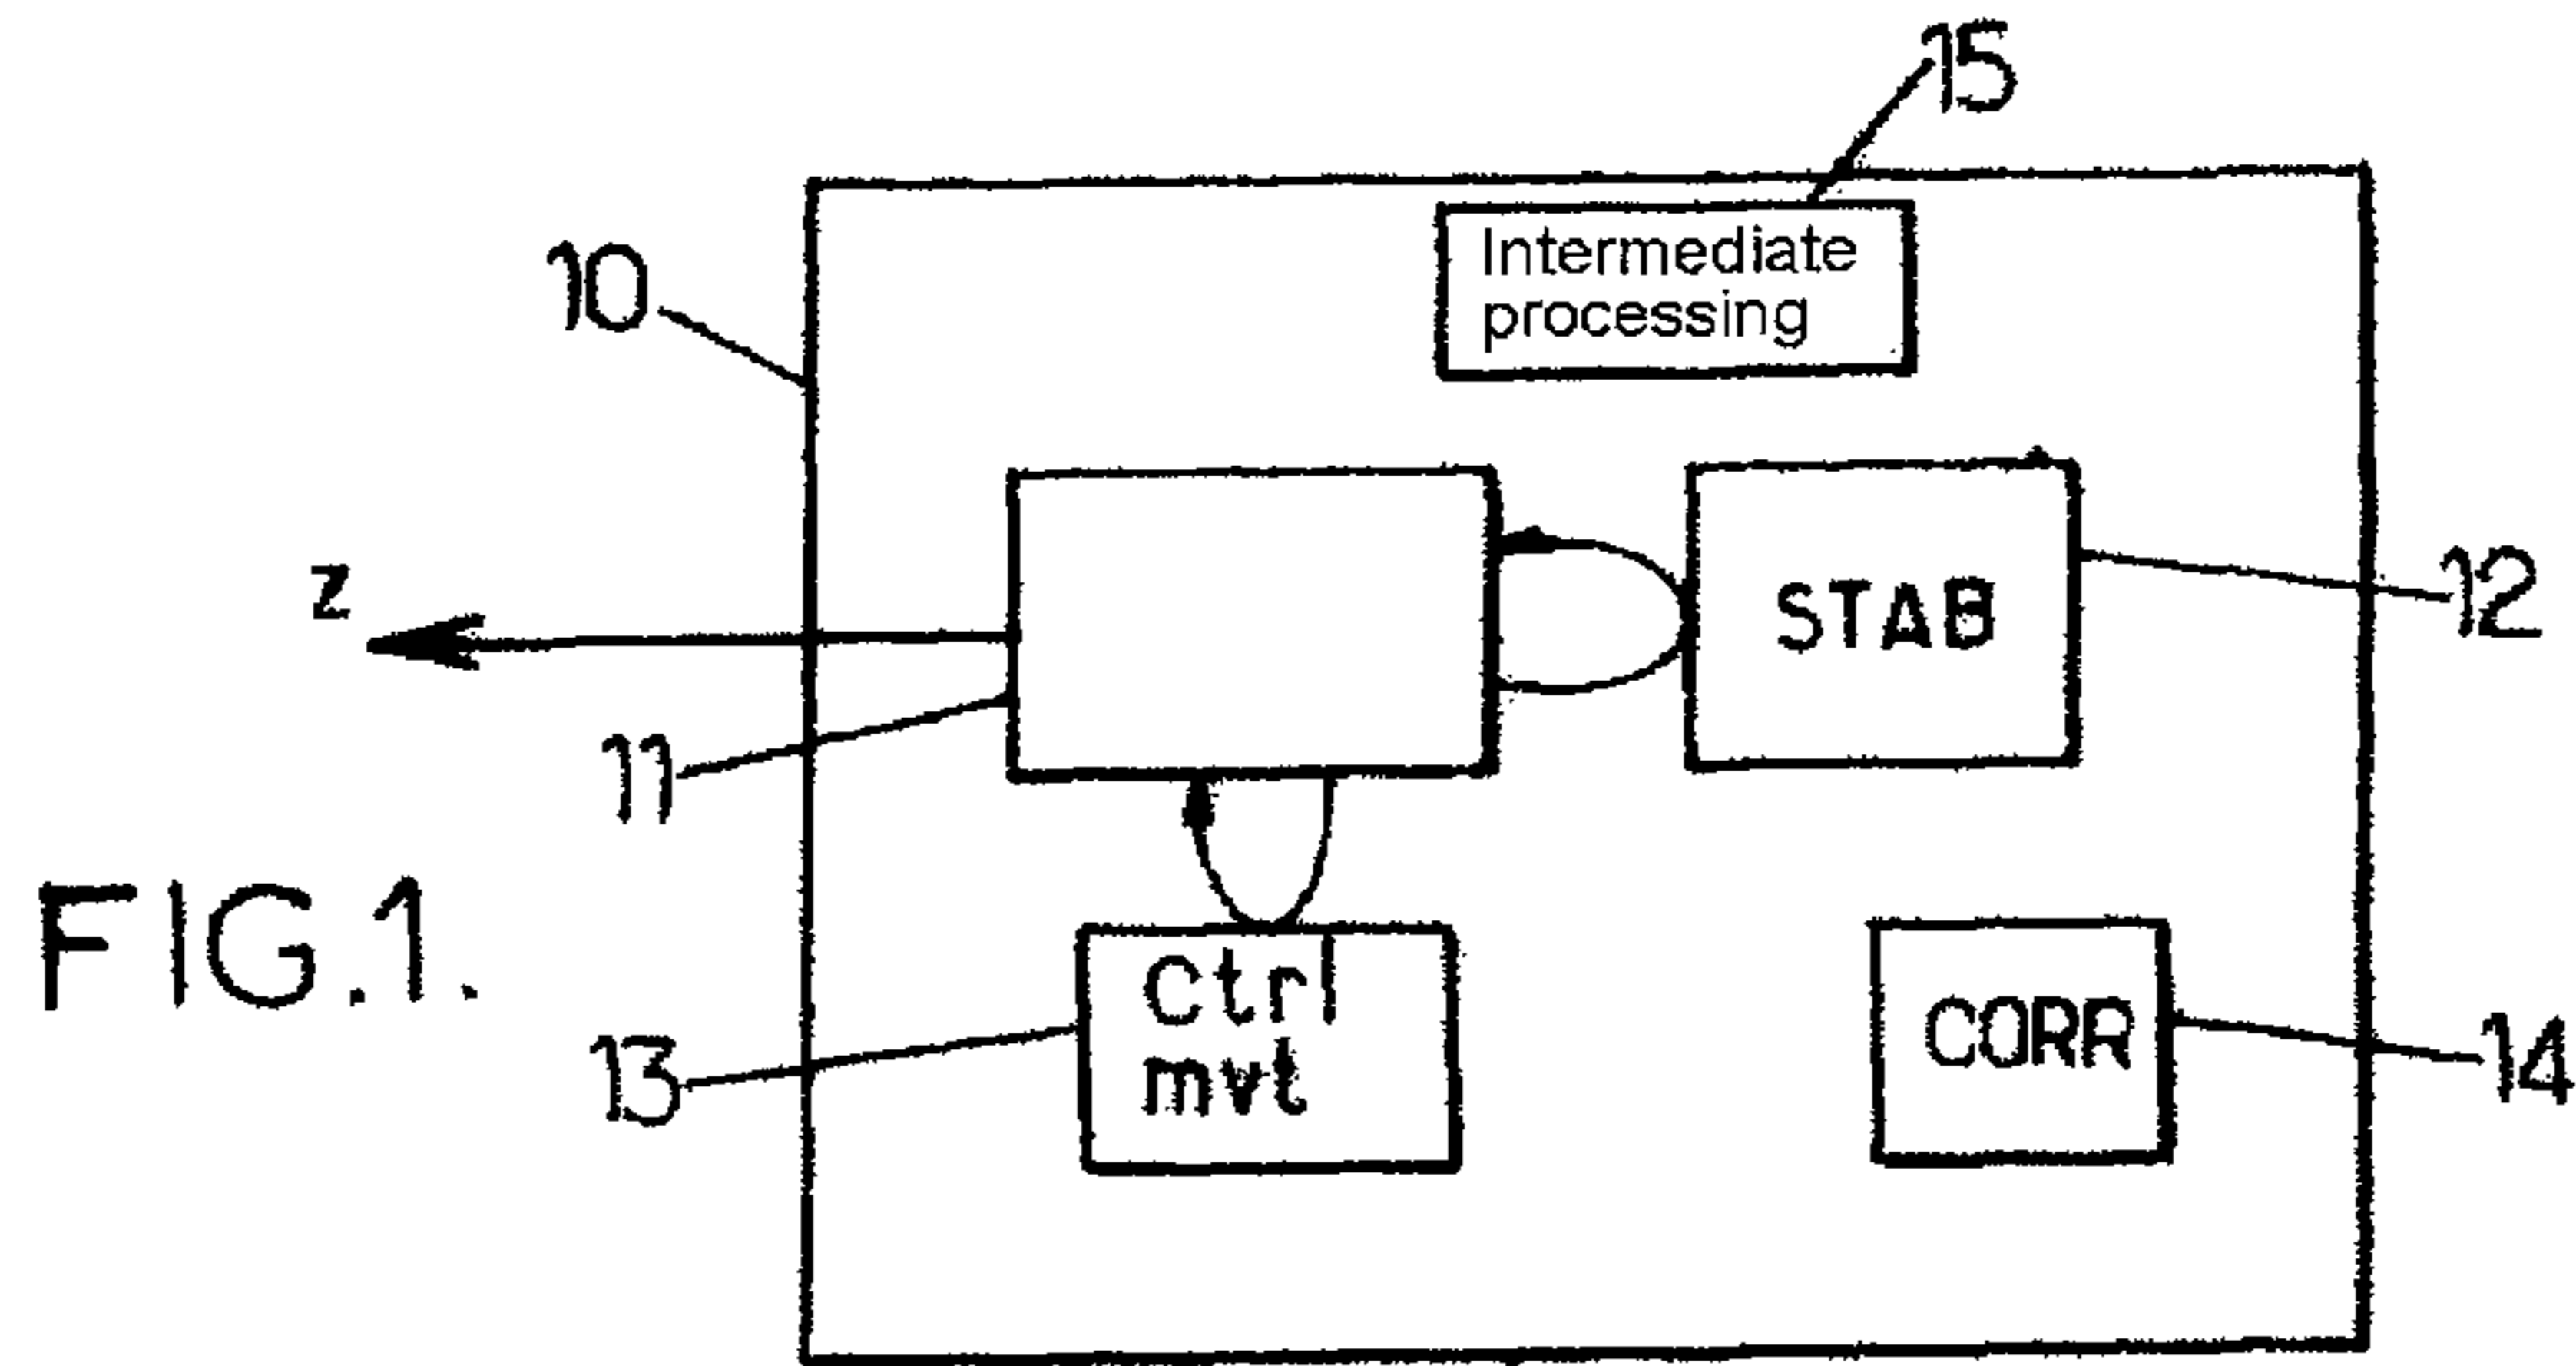 15
Intermediate
processing
10
z
STAB
12
11
FIG.1.
ctrl
mvt
13
CORR
14